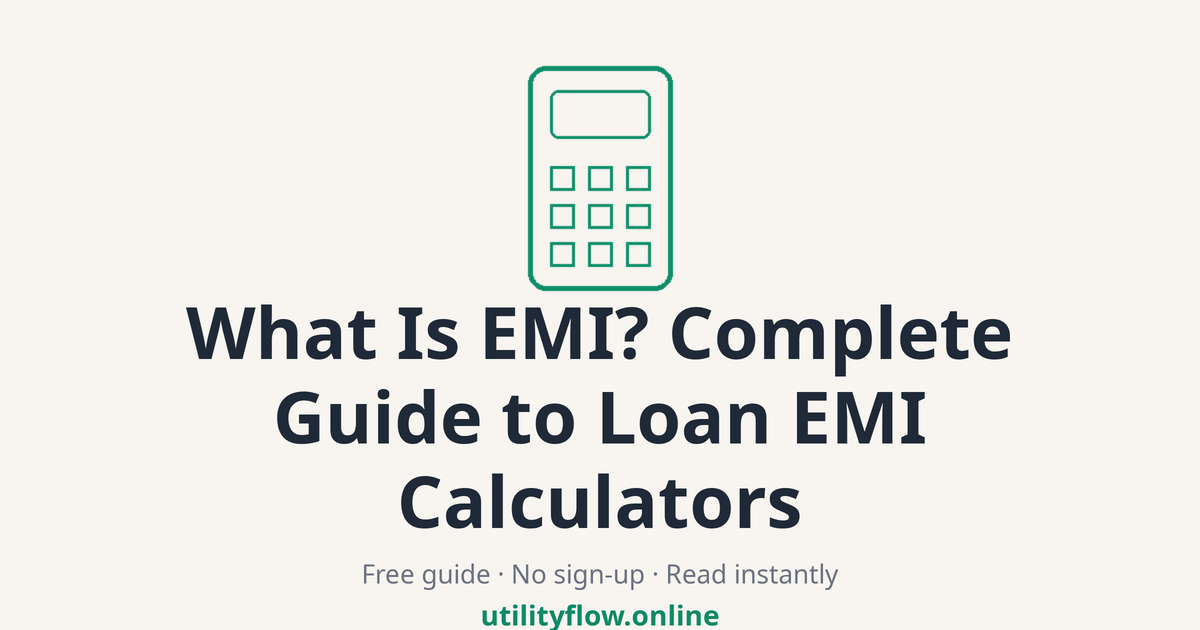 What Is EMI? Complete
Guide to Loan EMI
Calculators
Free guide · No sign-up · Read instantly
utilityflow.online